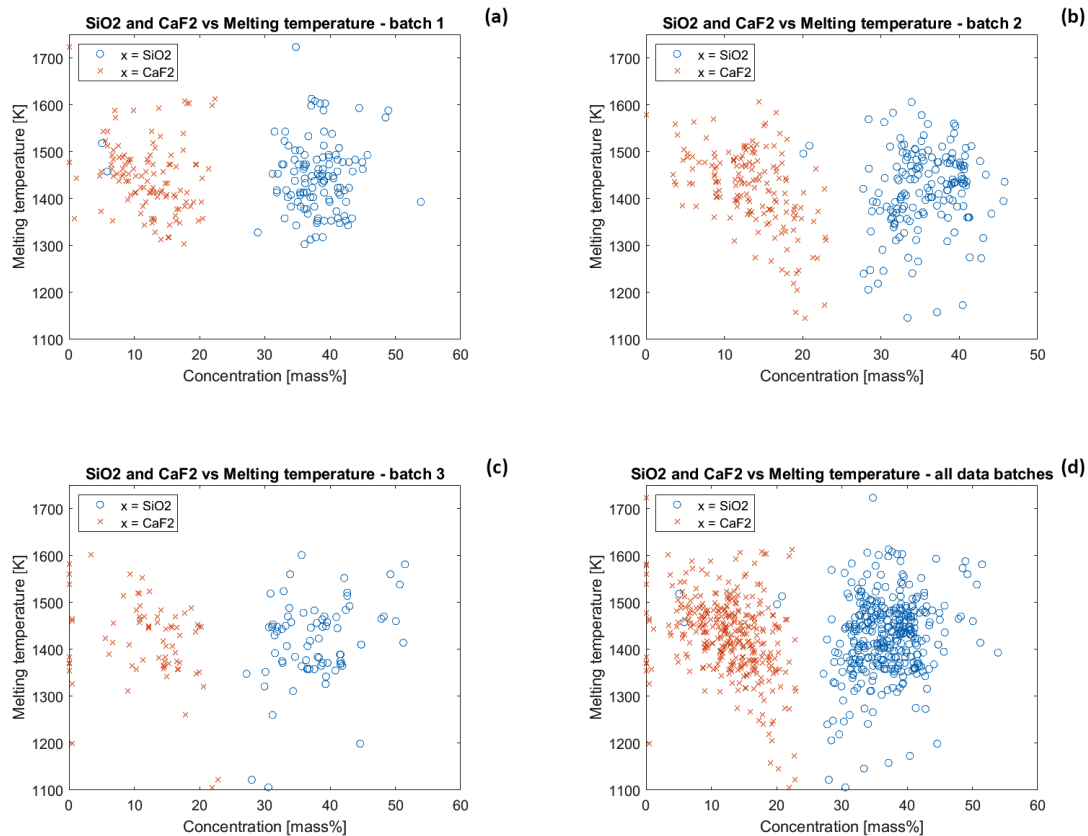 SiO2 and CaF2 vs Melting temperature - batch 1
(a)
x = SiO2
x = CaF2
1700
1600
1500
1400
1300
1200
1100
Melting temperature [K]
0 10 20 30 40 50 60
Concentration [mass%]
SiO2 and CaF2 vs Melting temperature - batch 2
(b)
x = SiO2
x = CaF2
1700
1600
1500
1400
1300
1200
1100
Melting temperature [K]
0 10 20 30 40 50
Concentration [mass%]
SiO2 and CaF2 vs Melting temperature - batch 3
(c)
x = SiO2
x = CaF2
1700
1600
1500
1400
1300
1200
1100
Melting temperature [K]
0 10 20 30 40 50 60
Concentration [mass%]
SiO2 and CaF2 vs Melting temperature - all data batches
(d)
x = SiO2
x = CaF2
1700
1600
1500
1400
1300
1200
1100
Melting temperature [K]
0 10 20 30 40 50 60
Concentration [mass%]